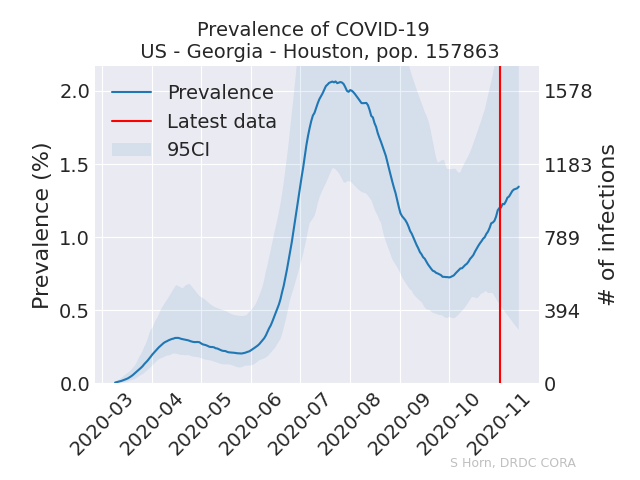 Prevalence of COVID-19
US - Georgia - Houston, pop. 157863
Prevalence
Latest data
95CI
Prevalence (%)
2.0
1.5
1.0
0.5
0.0
1578
1183
789
394
0
# of infections
2020-03
2020-04
2020-05
2020-06
2020-07
2020-08
2020-09
2020-10
2020-11
S Horn, DRDC CORA